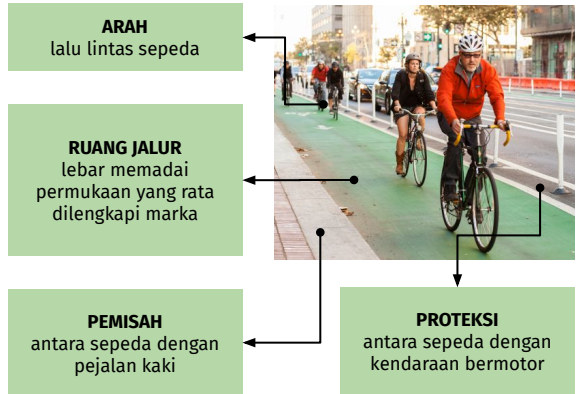 ARAH
lalu lintas sepeda
RUANG JALUR
lebar memadai
permukaan yang rata
dilengkapi marka
PEMISAH
antara sepeda dengan
pejalan kaki
PROTEKSI
antara sepeda dengan
kendaraan bermotor